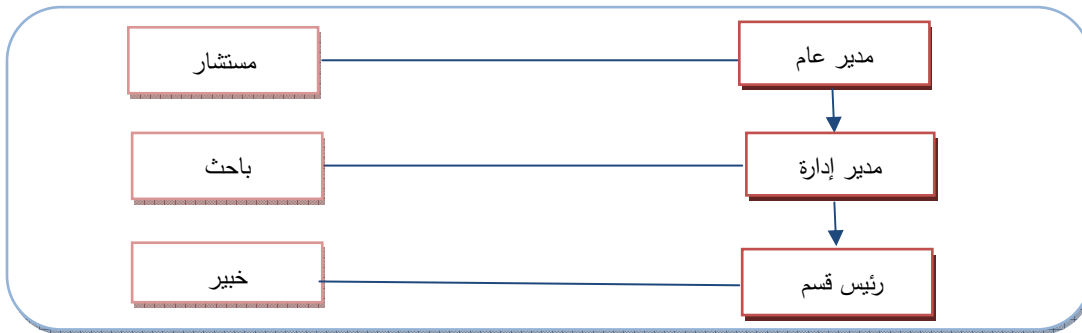 مدير عام
مستشار
مدير إدارة
باحث
رئيس قسم
خبير